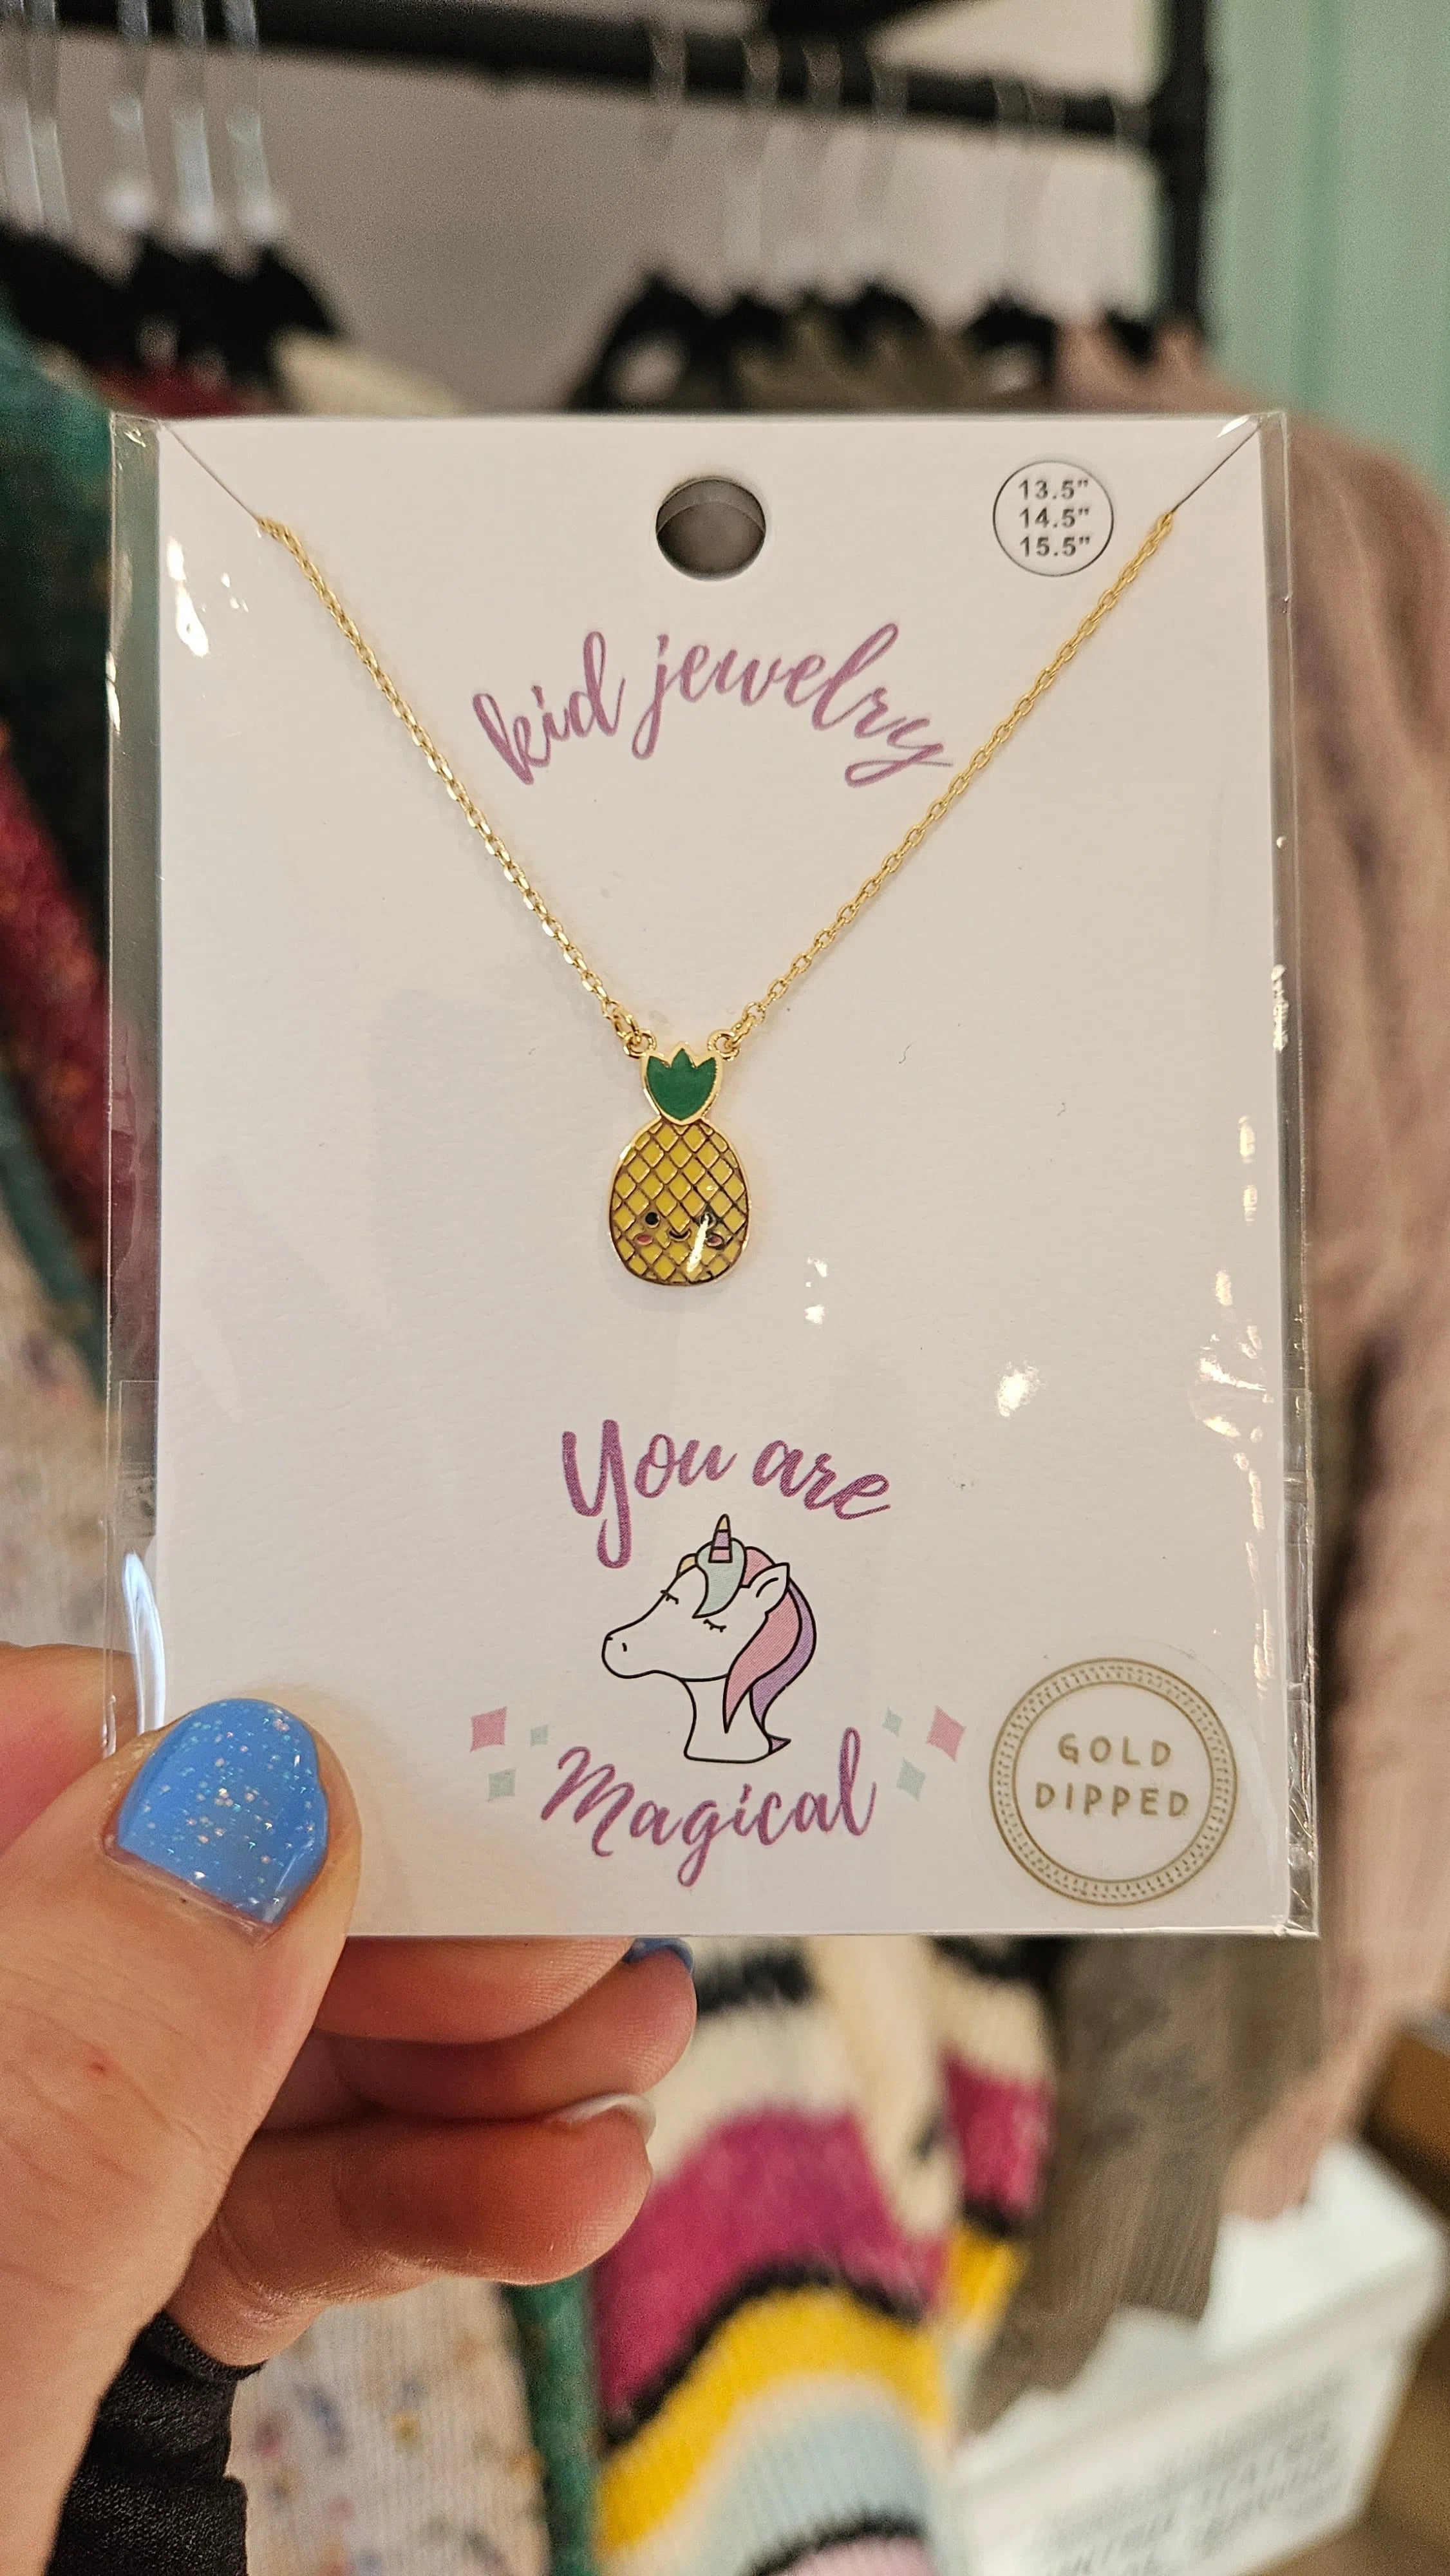 13.5"
14.5"
15.5"
kid jewelry
You are
Magical
GOLD
DIPPED